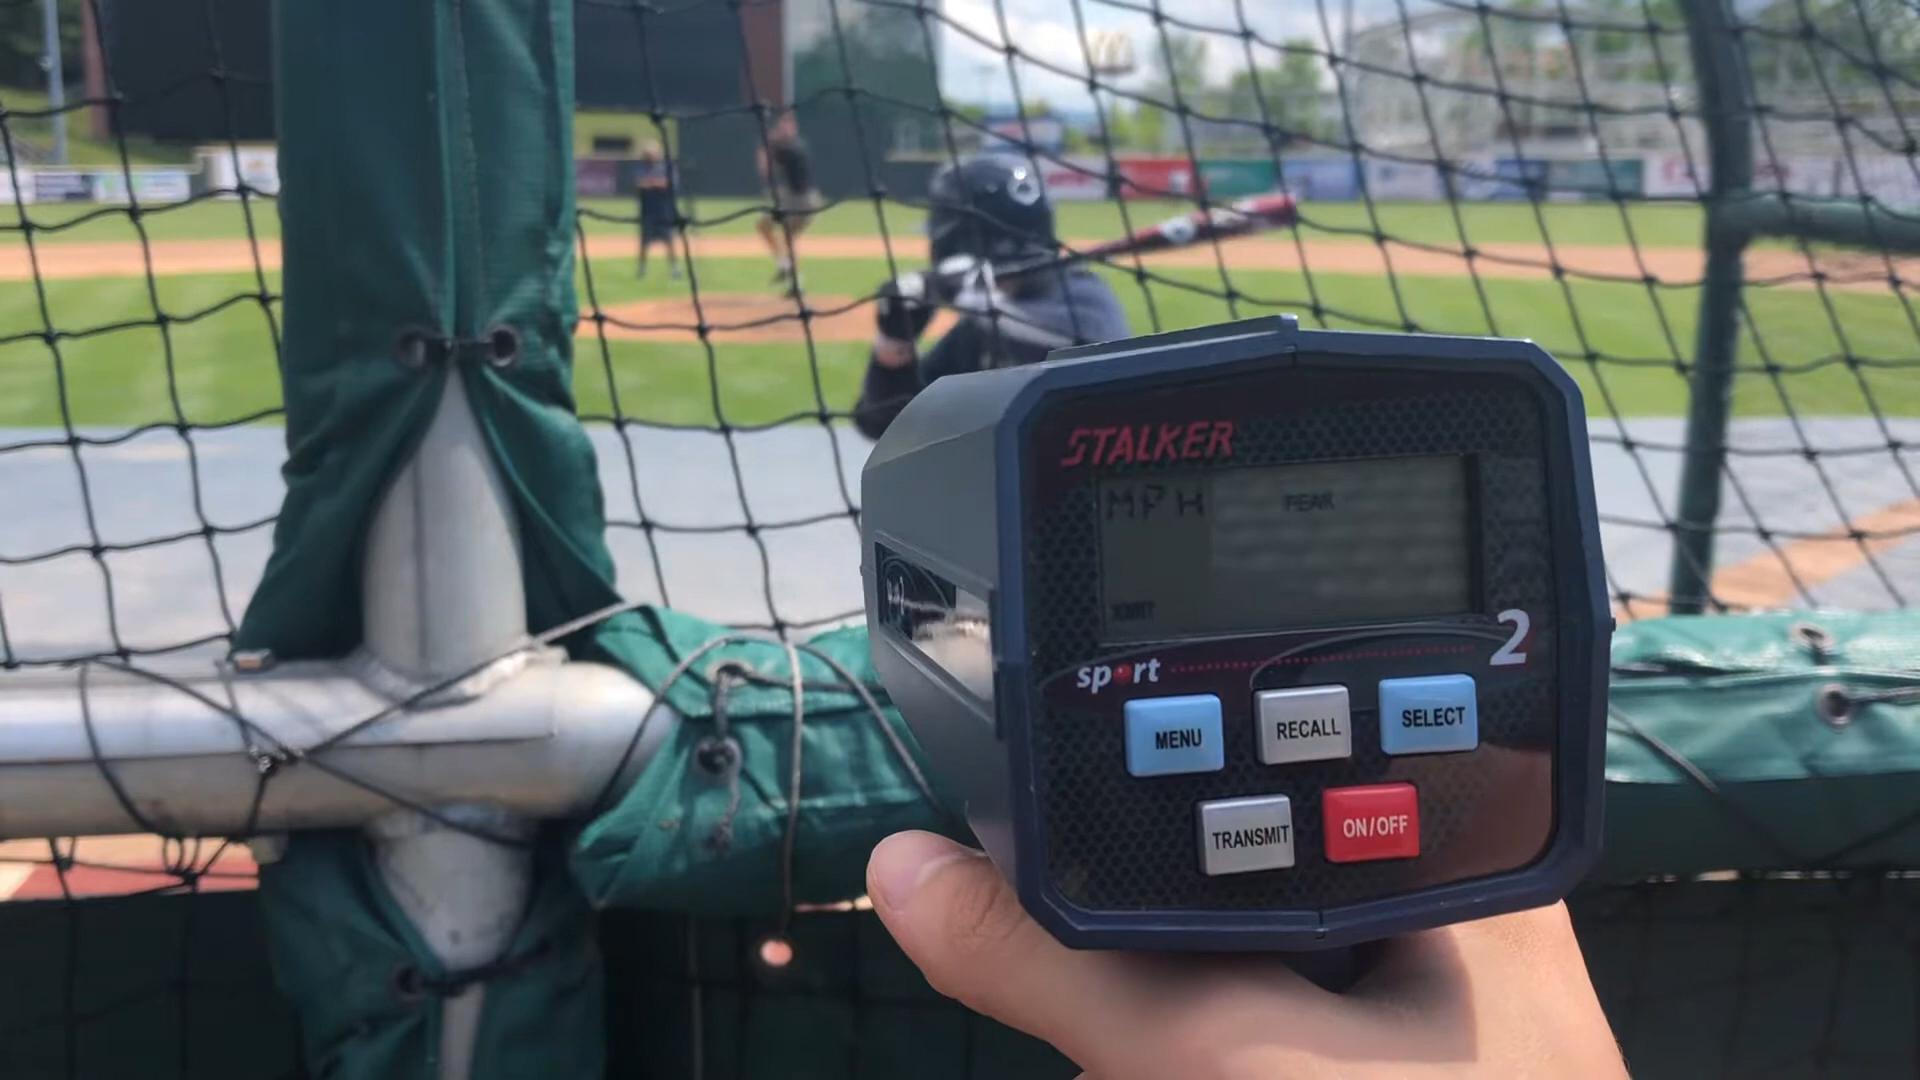 STALKER
MPH PEAK
XMIT
sport 2
MENU RECALL SELECT
TRANSMIT ON/OFF